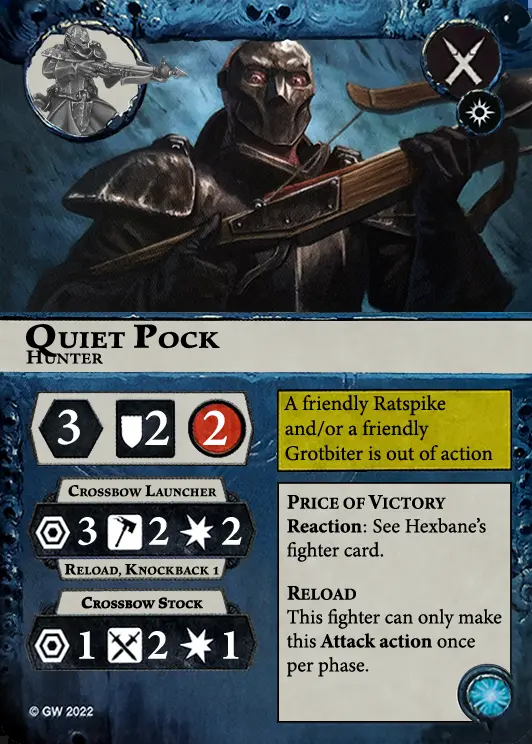 Quiet Pock
Hunter
3 2 2
A friendly Ratspike
and/or a friendly
Grotbiter is out of action
Crossbow Launcher
3 2 2
Reload, Knockback 1
Crossbow Stock
1 2 1
Price of Victory
Reaction: See Hexbane's
fighter card.
Reload
This fighter can only make
this Attack action once
per phase.
© GW 2022